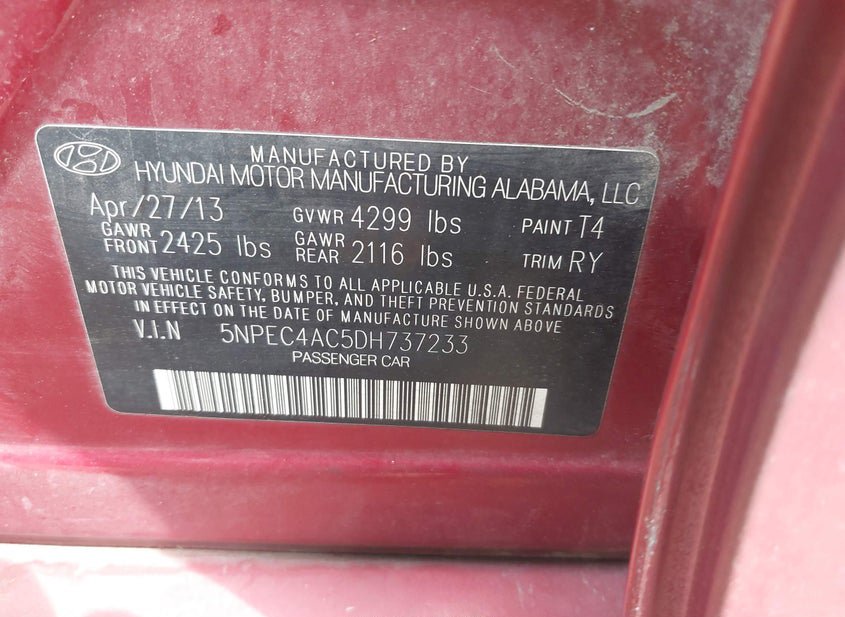 MANUFACTURED BY
HYUNDAI MOTOR MANUFACTURING ALABAMA, LLC
Apr/27/13 GVWR 4299 lbs PAINT T4
GAWR FRONT 2425 lbs GAWR REAR 2116 lbs TRIM RY
THIS VEHICLE CONFORMS TO ALL APPLICABLE U.S.A. FEDERAL
MOTOR VEHICLE SAFETY, BUMPER, AND THEFT PREVENTION STANDARDS
IN EFFECT ON THE DATE OF MANUFACTURE SHOWN ABOVE
V.I.N 5NPEC4AC5DH737233
PASSENGER CAR